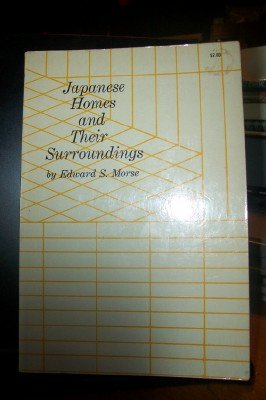 Japanese
Homes
and
Their
Surroundings
by Edward S. Morse